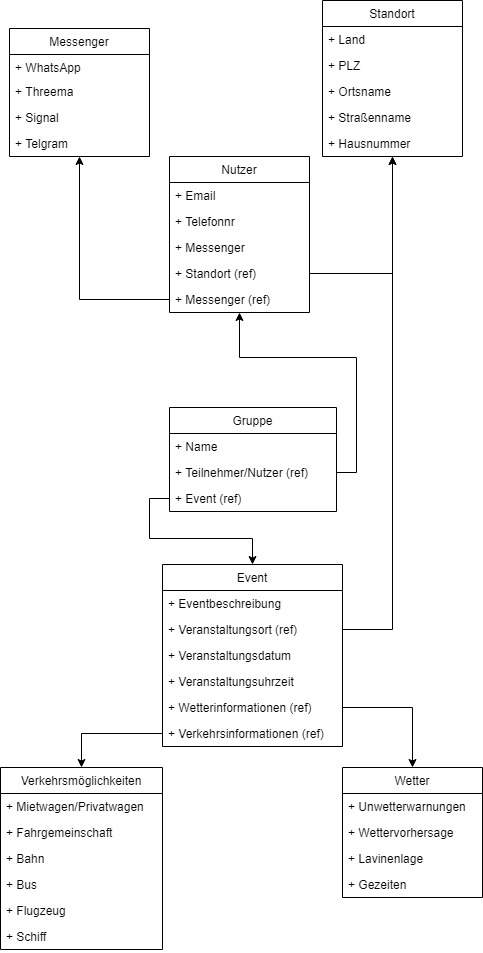 Messenger
+ WhatsApp
+ Threema
+ Signal
+ Telgram
Standort
+ Land
+ PLZ
+ Ortsname
+ Straßenname
+ Hausnummer
Nutzer
+ Email
+ Telefonnr
+ Messenger
+ Standort (ref)
+ Messenger (ref)
Gruppe
+ Name
+ Teilnehmer/Nutzer (ref)
+ Event (ref)
Event
+ Eventbeschreibung
+ Veranstaltungsort (ref)
+ Veranstaltungsdatum
+ Veranstaltungsuhrzeit
+ Wetterinformationen (ref)
+ Verkehrsinformationen (ref)
Verkehrsmöglichkeiten
+ Mietwagen/Privatwagen
+ Fahrgemeinschaft
+ Bahn
+ Bus
+ Flugzeug
+ Schiff
Wetter
+ Unwetterwarnungen
+ Wettervorhersage
+ Lavinenlage
+ Gezeiten